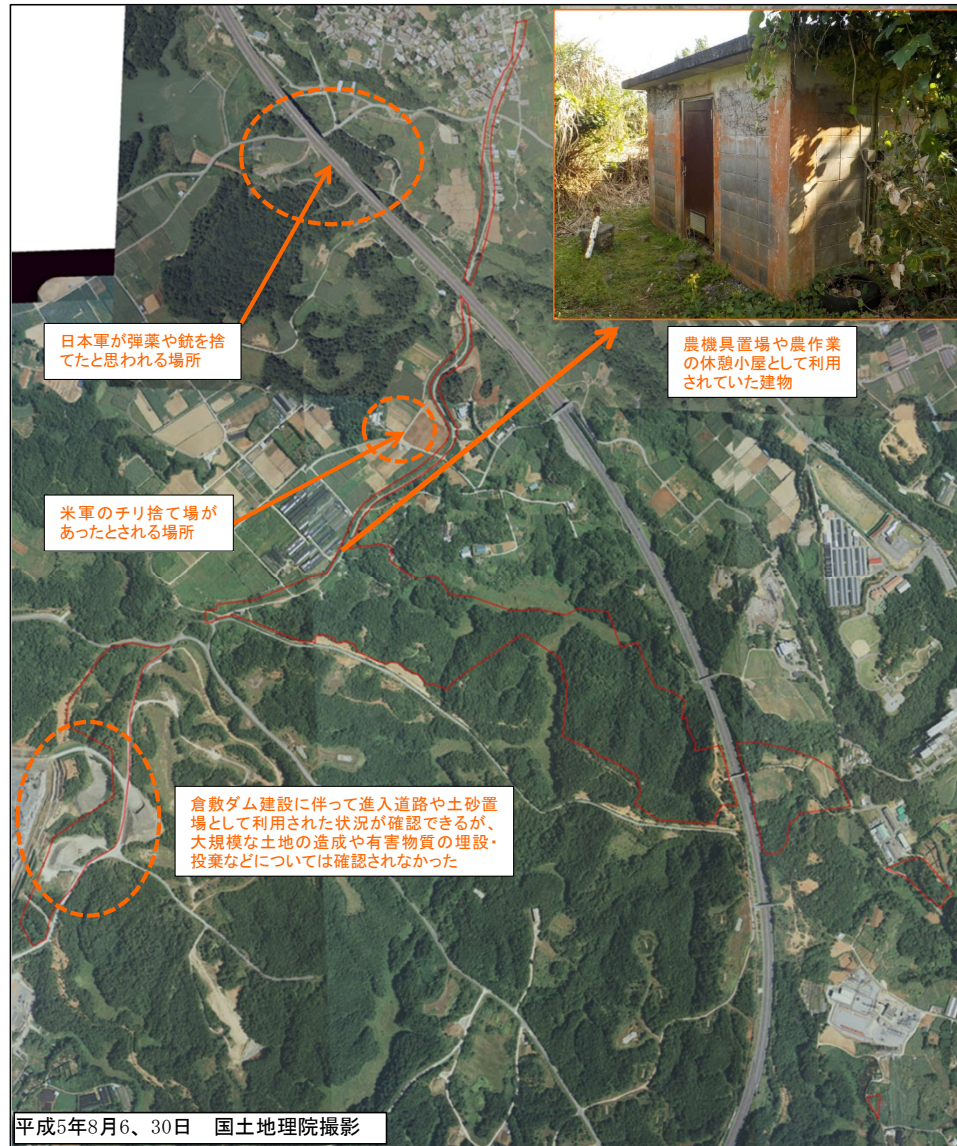 日本軍が弾薬や銃を捨
てたと思われる場所
農機具置場や農作業
の休憩小屋として利用
されていた建物
米軍のチリ捨て場が
あったとされる場所
倉敷ダム建設に伴って進入道路や土砂置
場として利用された状況が確認できるが、
大規模な土地の造成や有害物質の埋設・
投棄などについては確認されなかった
平成5年8月6、30日　国土地理院撮影